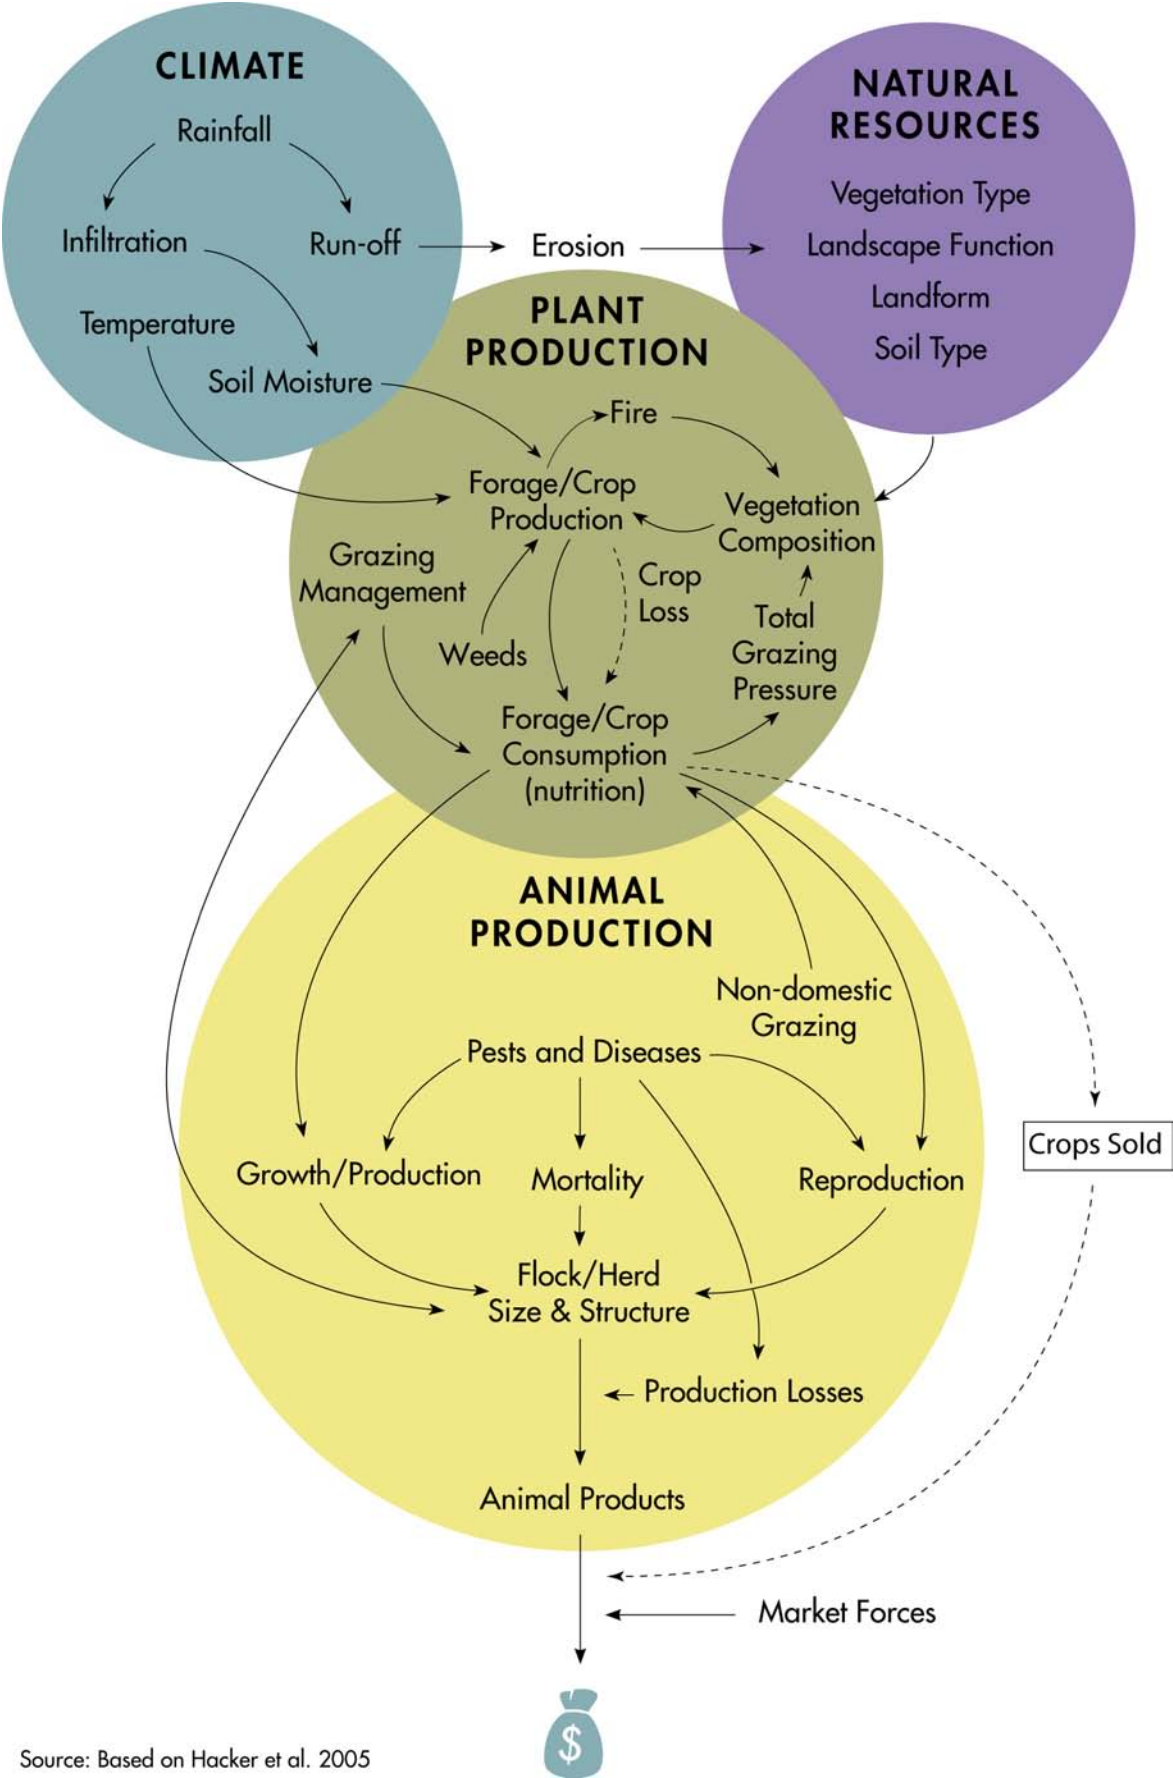 CLIMATE
Rainfall
Infiltration
Run-off
Temperature
Soil Moisture
Erosion
NATURAL
RESOURCES
Vegetation Type
Landscape Function
Landform
Soil Type
PLANT
PRODUCTION
Fire
Forage/Crop
Production
Vegetation
Composition
Grazing
Management
Crop
Loss
Weeds
Total
Grazing
Pressure
Forage/Crop
Consumption
(nutrition)
ANIMAL
PRODUCTION
Non-domestic
Grazing
Pests and Diseases
Growth/Production
Mortality
Reproduction
Crops Sold
Flock/Herd
Size & Structure
Production Losses
Animal Products
Market Forces
$
Source: Based on Hacker et al. 2005